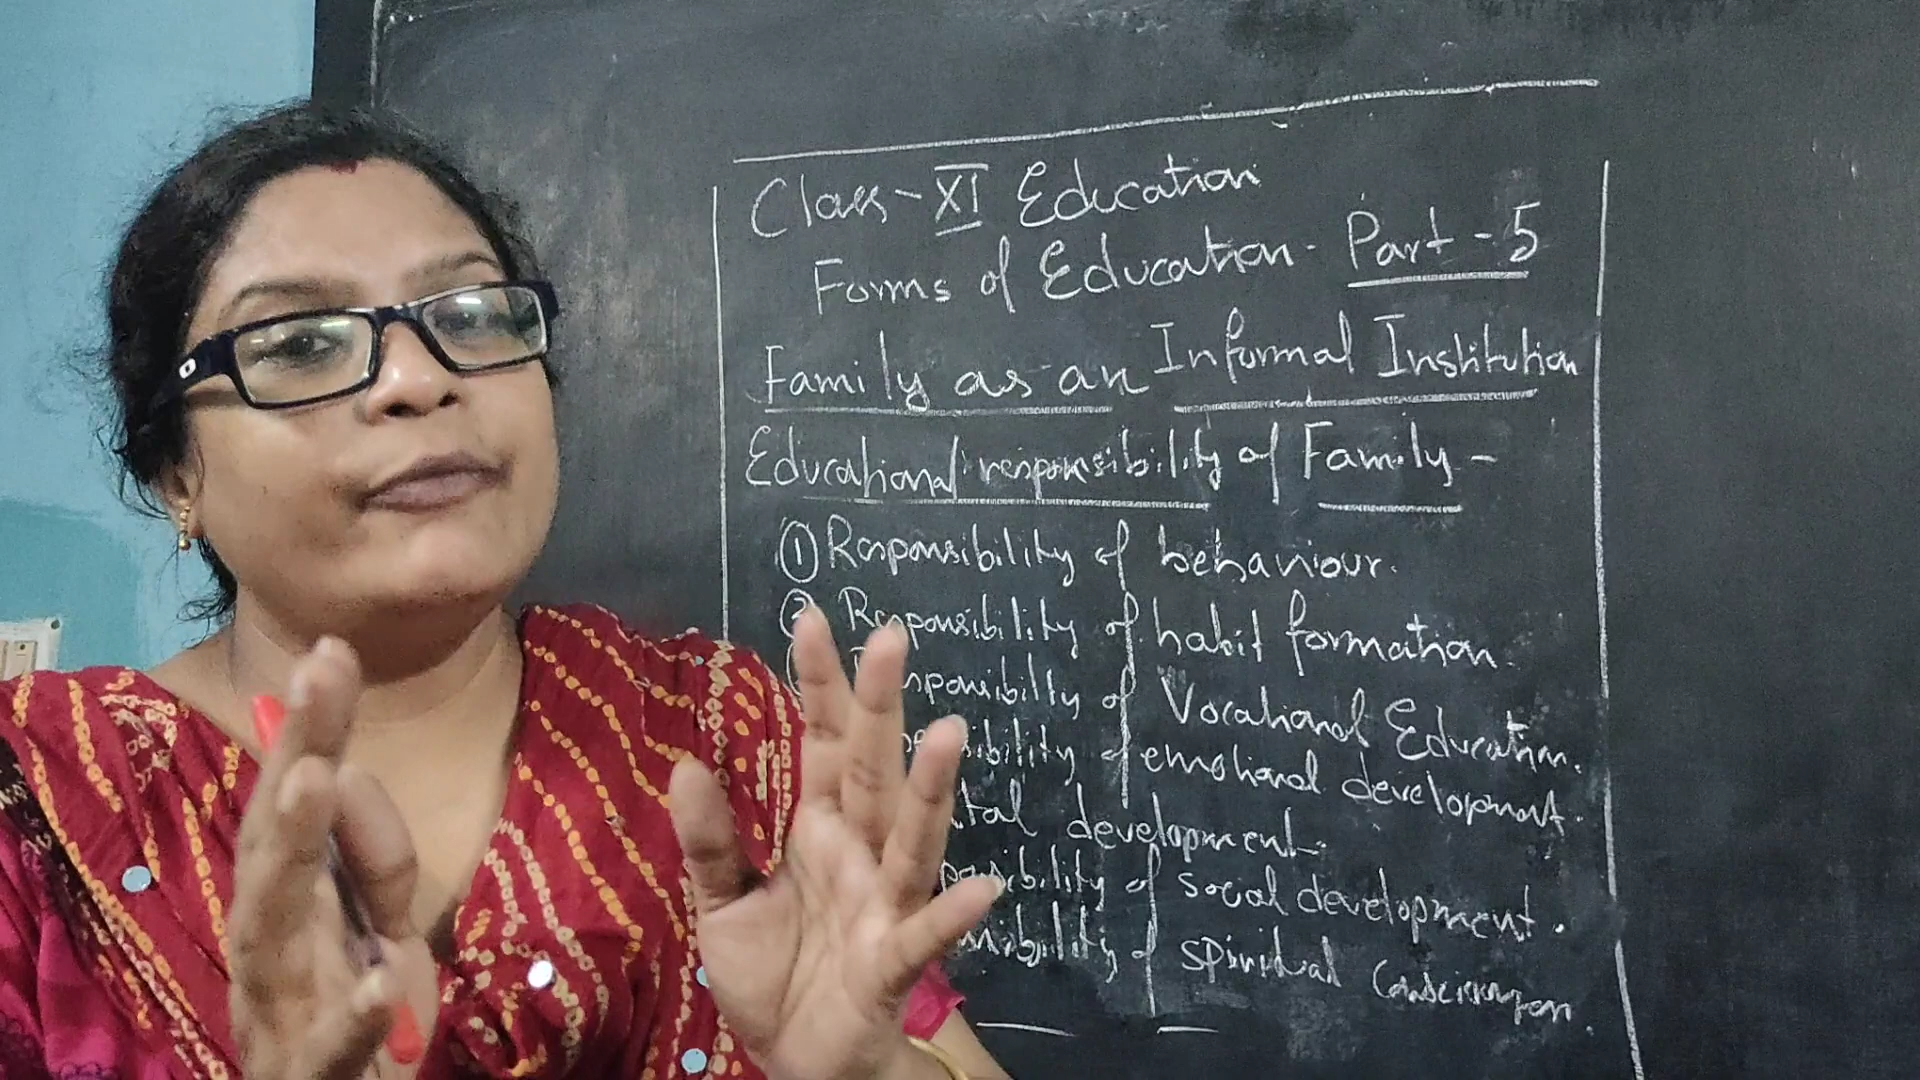 Class - XI Education
Forms of Education - Part - 5
Family as an Informal Institution
Educational responsibility of Family -
① Responsibility of behaviour.
② Responsibility of habit formation.
of Vocational Education.
of emotional development.
development.
of social development.
of spiritual